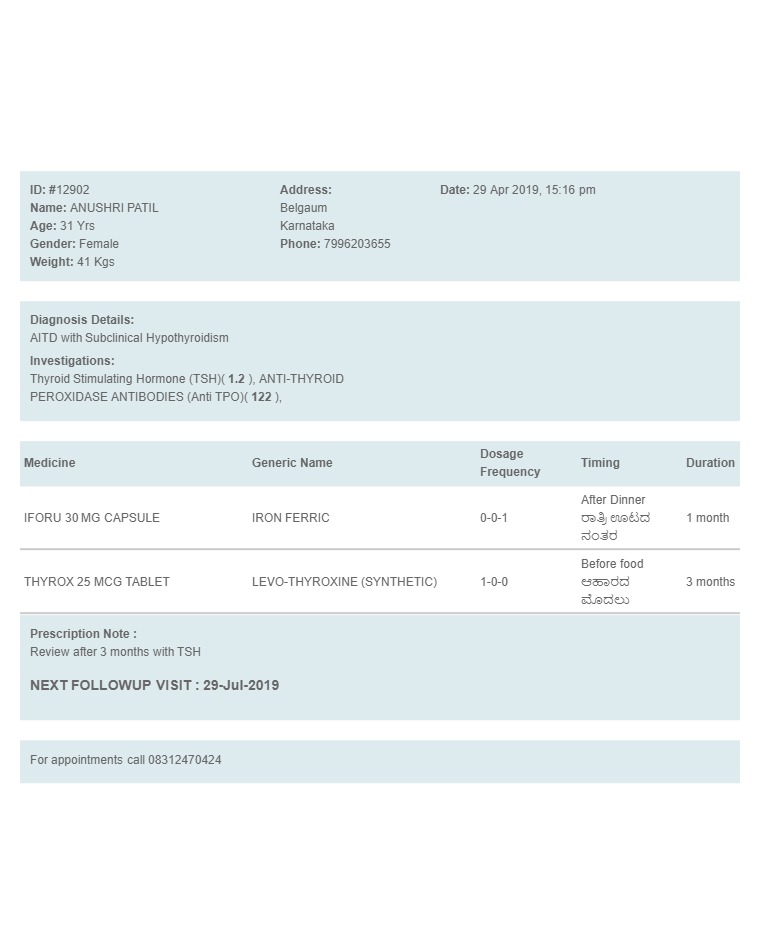 ID: #12902
Name: ANUSHRI PATIL
Age: 31 Yrs
Gender: Female
Weight: 41 Kgs
Address:
Belgaum
Karnataka
Phone: 7996203655
Date: 29 Apr 2019, 15:16 pm
Diagnosis Details:
AITD with Subclinical Hypothyroidism
Investigations:
Thyroid Stimulating Hormone (TSH)( 1.2 ), ANTI-THYROID
PEROXIDASE ANTIBODIES (Anti TPO)( 122 ),
Medicine Generic Name Dosage Frequency Timing Duration
IFORU 30 MG CAPSULE IRON FERRIC 0-0-1 After Dinner
ರಾತ್ರಿ ಊಟದ
ನಂತರ
1 month
THYROX 25 MCG TABLET LEVO-THYROXINE (SYNTHETIC) 1-0-0 Before food
ಆಹಾರದ
ಮೊದಲು
3 months
Prescription Note :
Review after 3 months with TSH
NEXT FOLLOWUP VISIT : 29-Jul-2019
For appointments call 08312470424